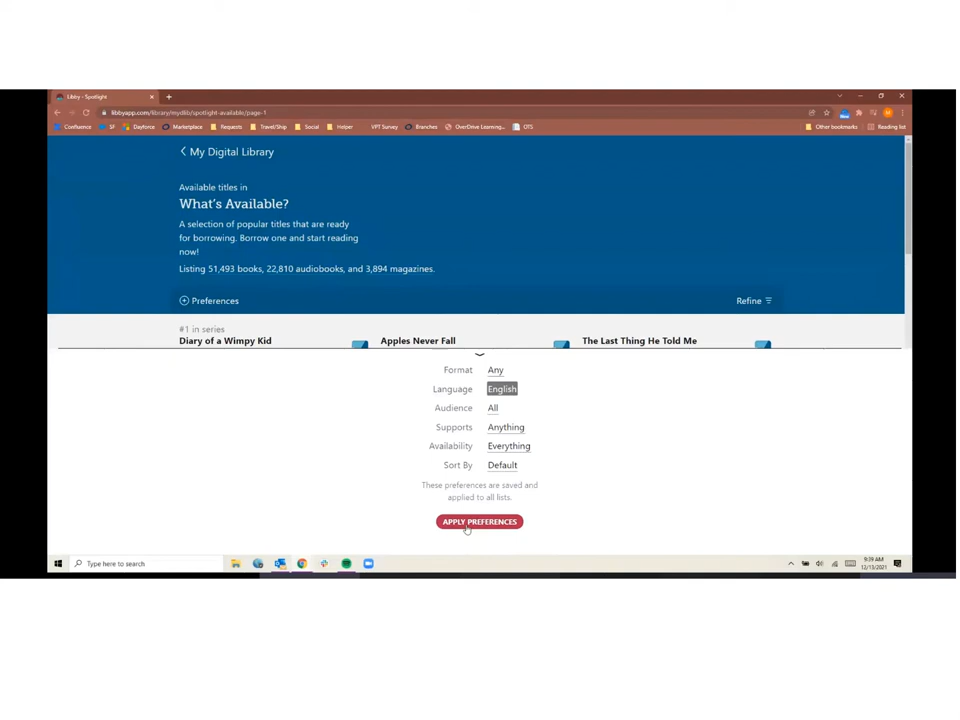 Libby - Spotlight
libbyapp.com/library/mydlib/spotlight-available/page-1
Confluence SF Dayforce Marketplace Requests Travel/Ship Social Helper VPT Survey Branches OverDrive Learning... OTS Other bookmarks Reading list
My Digital Library
Available titles in
What's Available?
A selection of popular titles that are ready
for borrowing. Borrow one and start reading
now!
Listing 51,493 books, 22,810 audiobooks, and 3,894 magazines.
Preferences Refine
#1 in series
Diary of a Wimpy Kid Apples Never Fall The Last Thing He Told Me
Format Any
Language English
Audience All
Supports Anything
Availability Everything
Sort By Default
These preferences are saved and
applied to all lists.
APPLY PREFERENCES
Type here to search
9:39 AM
12/13/2021